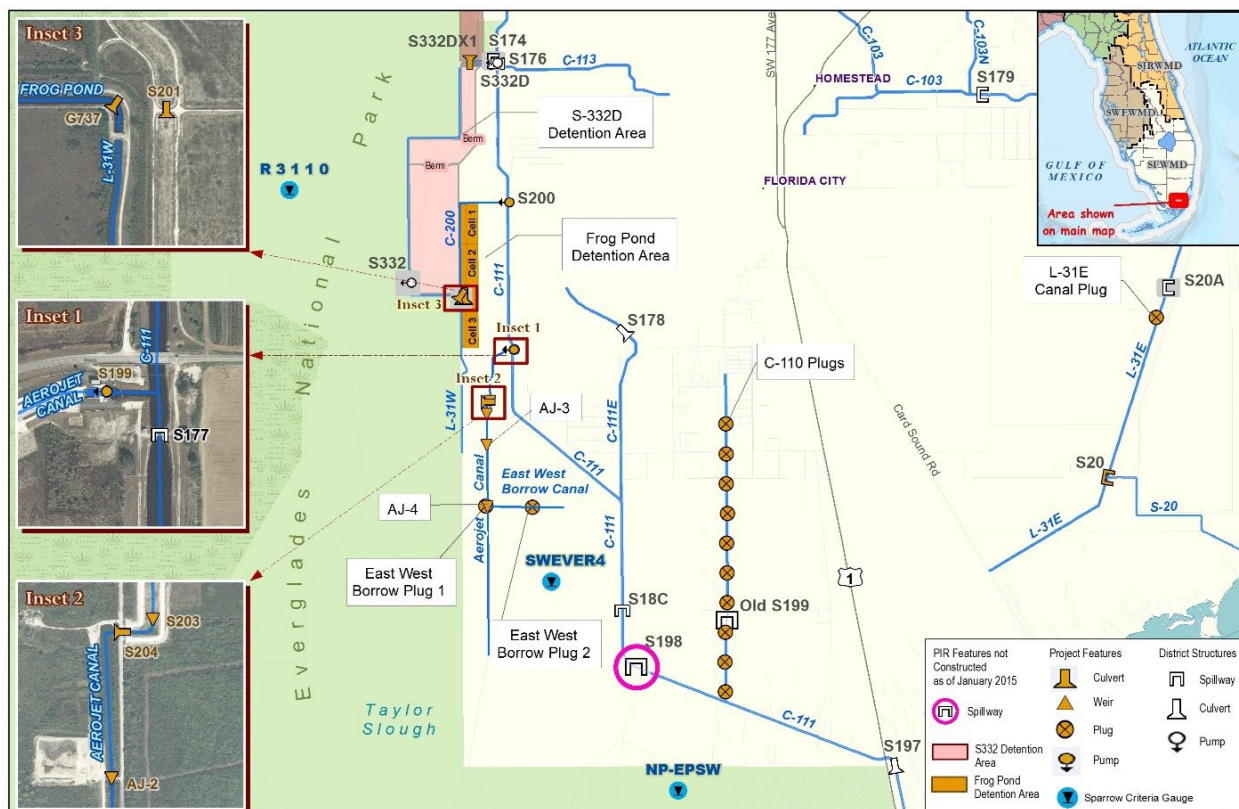 Inset 3
FROG POND
S201
G737
L-31W
Inset 1
C-111
S199
AEROJET
CANAL
S177
Inset 2
S203
S204
AEROJET CANAL
AJ-2
S332DX1
S174
S176
S332D
C-113
S-332D
Detention Area
Berm
Berm
R3110
Everglades National Park
S200
C-200
Cell 1
Cell 2
Cell 3
Frog Pond
Detention Area
C-111
S332
Inset 3
Inset 1
Inset 2
S178
L-31W
AJ-3
C-111E
C-111
C-110 Plugs
East West
Borrow Canal
Aerojet Canal
AJ-4
C-111
SWEVER4
East West
Borrow Plug 1
East West
Borrow Plug 2
S18C
Old S199
S198
C-111
Taylor
Slough
NP-EPSW
S197
SW 177 Ave
C-103
C-103N
HOMESTEAD
C-103
S179
FLORIDA CITY
Card Sound Rd
1
L-31E
Canal Plug
S20A
L-31E
S20
S-20
L-31E
ATLANTIC
OCEAN
SJRWMD
SWFWMD
GULF OF
MEXICO
SFWMD
Area shown
on main map
PIR Features not
Constructed
as of January 2015
Spillway
S332 Detention
Area
Frog Pond
Detention Area
Project Features
Culvert
Weir
Plug
Pump
Sparrow Criteria Gauge
District Structures
Spillway
Culvert
Pump